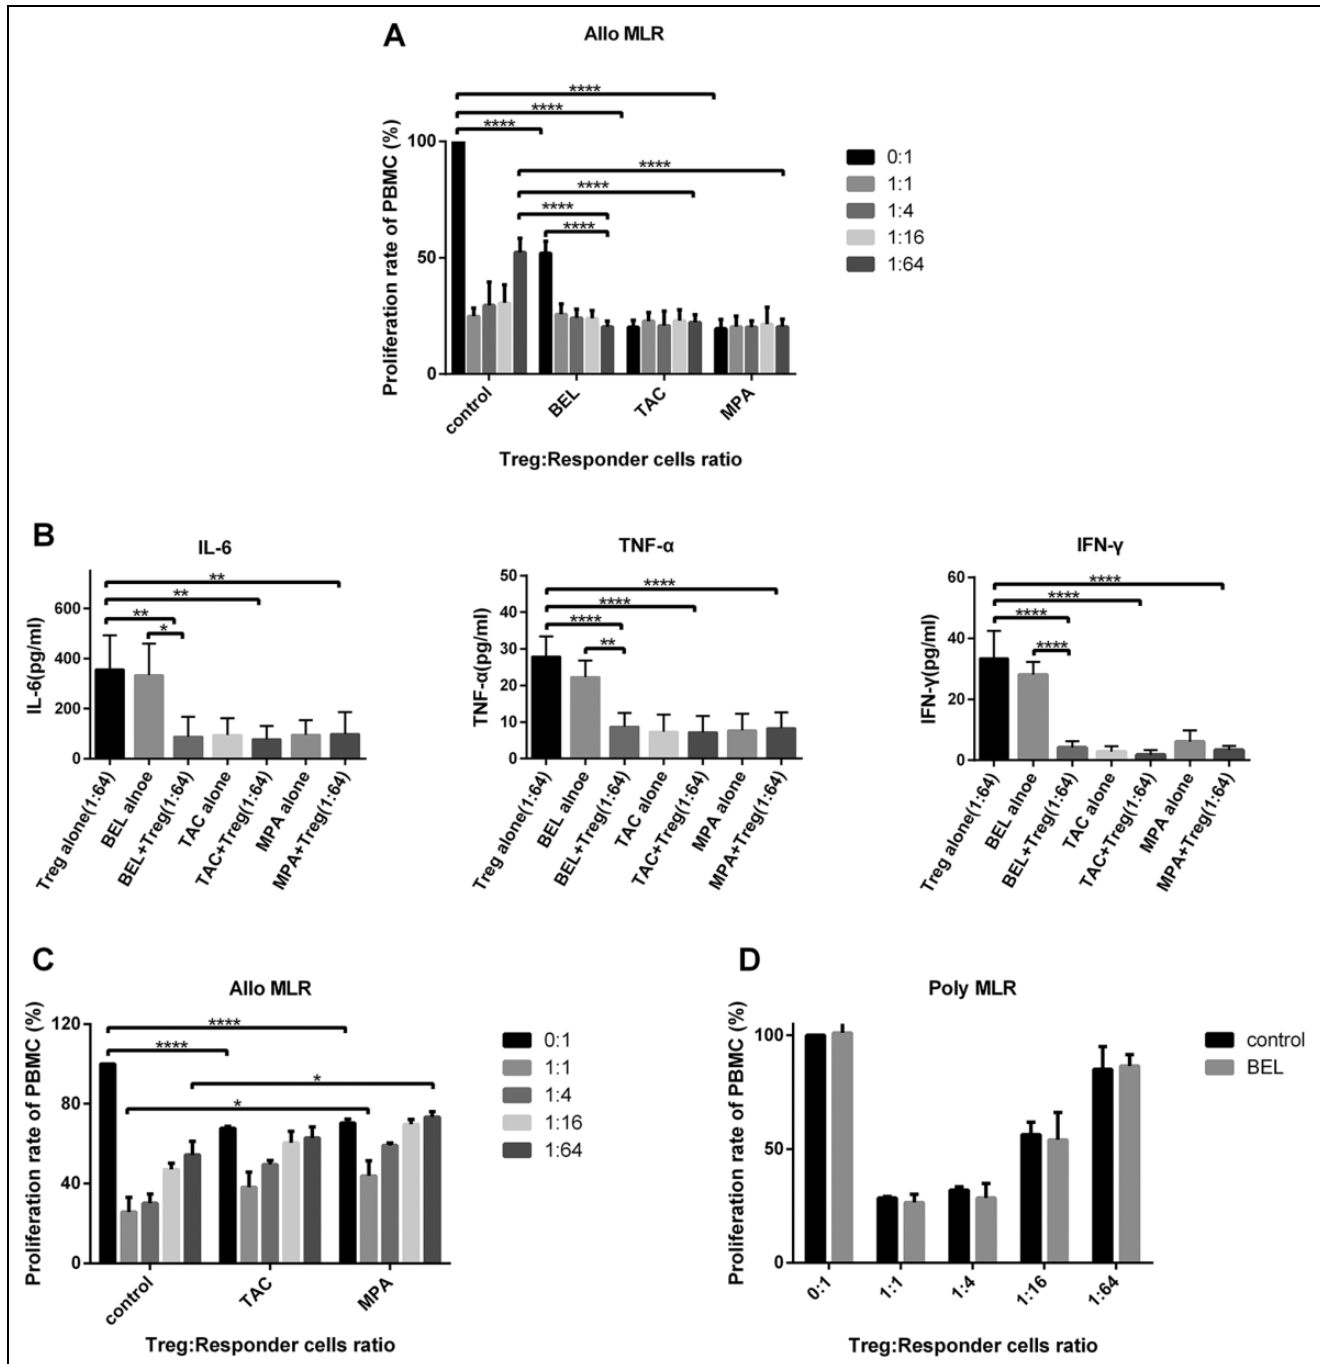 A
Allo MLR
****
****
****
****
****
****
****
Proliferation rate of PBMC (%)
100
50
0
control
BEL
TAC
MPA
Treg:Responder cells ratio
0:1
1:1
1:4
1:16
1:64
B
IL-6
**
**
**
*
IL-6(pg/ml)
600
400
200
0
Treg alone(1:64)
BEL alnoe
BEL+Treg(1:64)
TAC alone
TAC+Treg(1:64)
MPA alone
MPA+Treg(1:64)
TNF-α
****
****
****
**
TNF-α(pg/ml)
50
40
30
20
10
0
Treg alone(1:64)
BEL alone
BEL+Treg(1:64)
TAC alone
TAC+Treg(1:64)
MPA alone
MPA+Treg(1:64)
IFN-γ
****
****
****
****
IFN-γ(pg/ml)
60
40
20
0
Treg alone(1:64)
BEL alone
BEL+Treg(1:64)
TAC alone
TAC+Treg(1:64)
MPA alone
MPA+Treg(1:64)
C
Allo MLR
****
****
*
*
Proliferation rate of PBMC (%)
120
80
40
0
control
TAC
MPA
Treg:Responder cells ratio
0:1
1:1
1:4
1:16
1:64
D
Poly MLR
Proliferation rate of PBMC (%)
100
50
0
0:1
1:1
1:4
1:16
1:64
Treg:Responder cells ratio
control
BEL